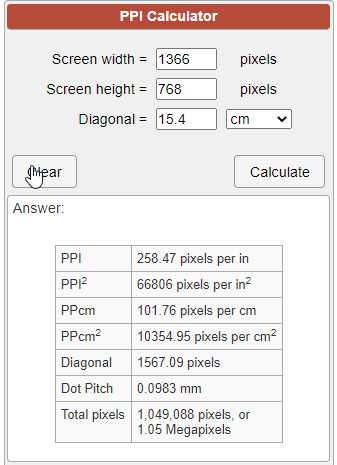 PPI Calculator
Screen width = 1366 pixels
Screen height = 768 pixels
Diagonal = 15.4 cm
Calculate
Answer:
PPI 258.47 pixels per in
PPI² 66806 pixels per in²
PPcm 101.76 pixels per cm
PPcm² 10354.95 pixels per cm²
Diagonal 1567.09 pixels
Dot Pitch 0.0983 mm
Total pixels 1,049,088 pixels, or
1.05 Megapixels